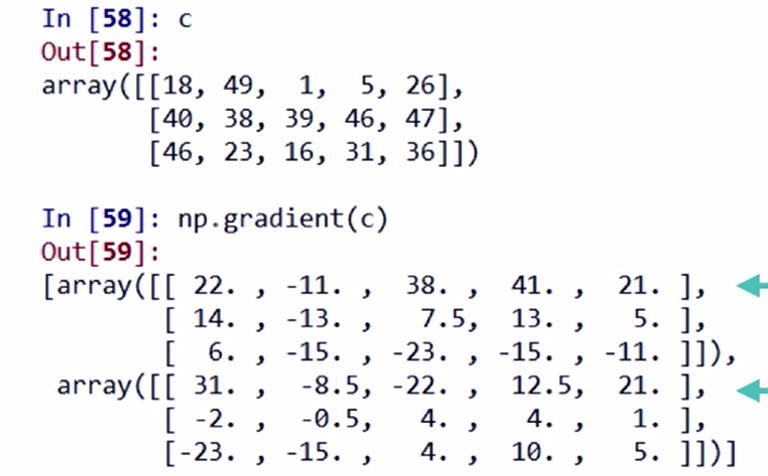 In [58]: c
Out[58]:
array([[18, 49,  1,  5, 26],
       [40, 38, 39, 46, 47],
       [46, 23, 16, 31, 36]])
In [59]: np.gradient(c)
Out[59]:
[array([[ 22. , -11. ,  38. ,  41. ,  21. ],
        [ 14. , -13. ,   7.5,  13. ,   5. ],
        [  6. , -15. , -23. , -15. , -11. ]]),
 array([[ 31. ,  -8.5, -22. ,  12.5,  21. ],
        [ -2. ,  -0.5,   4. ,   4. ,   1. ],
        [-23. , -15. ,   4. ,  10. ,   5. ]])]